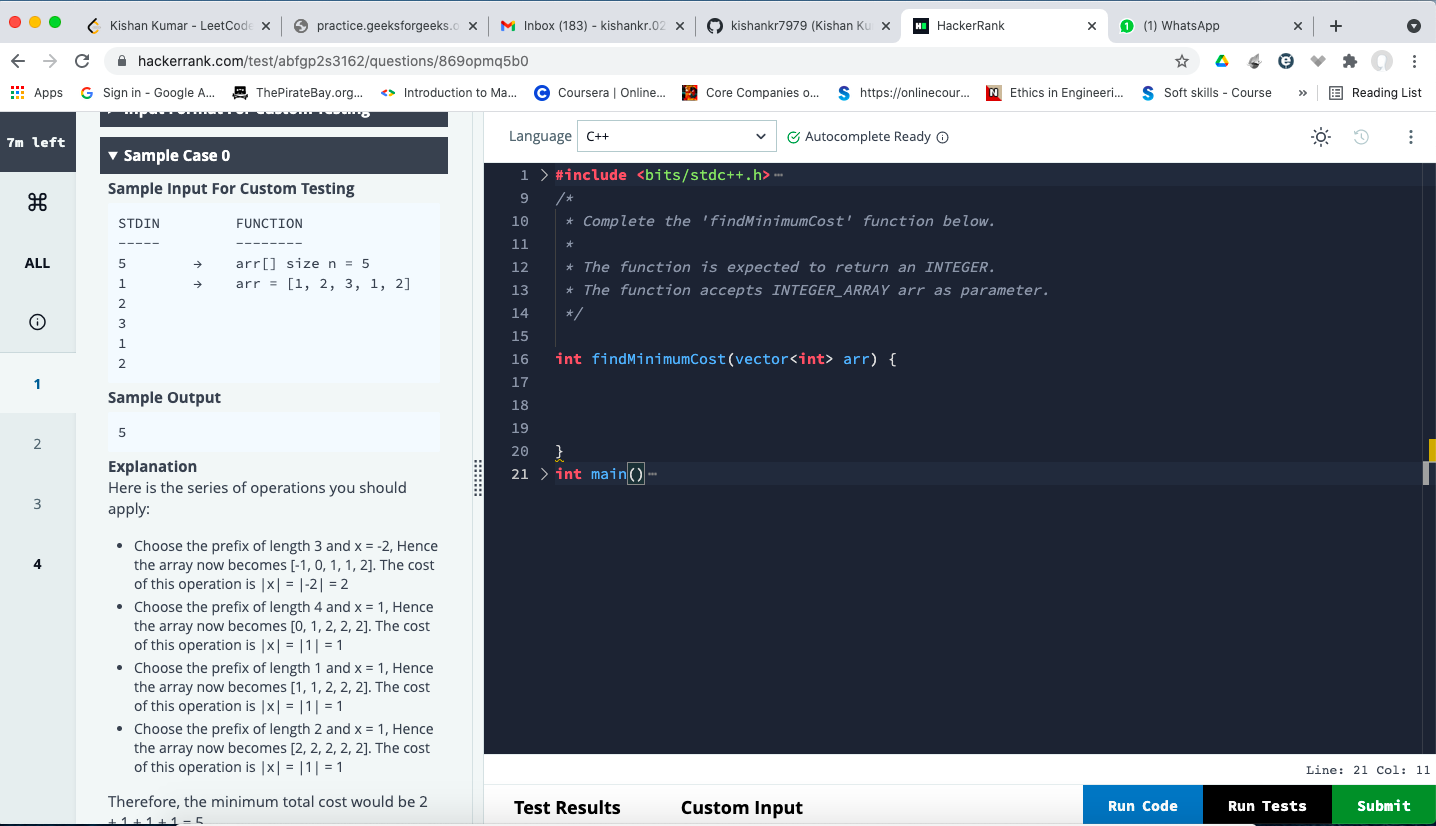 Kishan Kumar - LeetCode
practice.geeksforgeeks.o
Inbox (183) - kishankr.02
kishankr7979 (Kishan Ku
HackerRank
(1) WhatsApp
hackerrank.com/test/abfgp2s3162/questions/869opmq5b0
Apps
Sign in - Google A...
ThePirateBay.org...
Introduction to Ma...
Coursera | Online...
Core Companies o...
https://onlinecour...
Ethics in Engineeri...
Soft skills - Course
»
Reading List
7m left
ALL
1
2
3
4
Input Format For Custom Testing
▼ Sample Case 0
Sample Input For Custom Testing
STDIN FUNCTION
----- --------
5 → arr[] size n = 5
1 → arr = [1, 2, 3, 1, 2]
2
3
1
2
Sample Output
5
Explanation
Here is the series of operations you should
apply:
• Choose the prefix of length 3 and x = -2, Hence
the array now becomes [-1, 0, 1, 1, 2]. The cost
of this operation is |x| = |-2| = 2
• Choose the prefix of length 4 and x = 1, Hence
the array now becomes [0, 1, 2, 2, 2]. The cost
of this operation is |x| = |1| = 1
• Choose the prefix of length 1 and x = 1, Hence
the array now becomes [1, 1, 2, 2, 2]. The cost
of this operation is |x| = |1| = 1
• Choose the prefix of length 2 and x = 1, Hence
the array now becomes [2, 2, 2, 2, 2]. The cost
of this operation is |x| = |1| = 1
Therefore, the minimum total cost would be 2
+ 1 + 1 + 1 = 5
Language C++ Autocomplete Ready
1 #include <bits/stdc++.h>
9 /*
10 * Complete the 'findMinimumCost' function below.
11 *
12 * The function is expected to return an INTEGER.
13 * The function accepts INTEGER_ARRAY arr as parameter.
14 */
15
16 int findMinimumCost(vector<int> arr) {
17
18
19
20 }
21 int main()
Line: 21 Col: 11
Test Results
Custom Input
Run Code
Run Tests
Submit